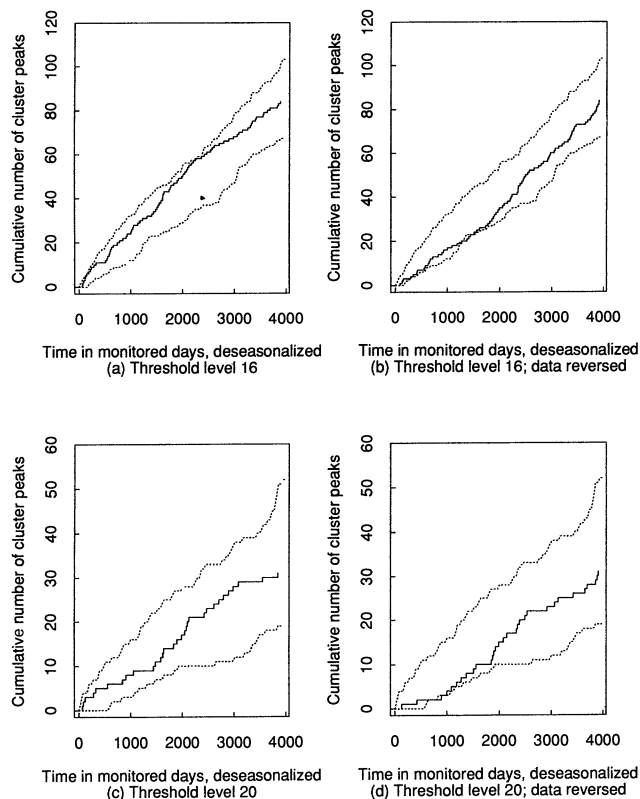 Cumulative number of cluster peaks
0 20 40 60 80 100 120
0 1000 2000 3000 4000
Time in monitored days, deseasonalized
(a) Threshold level 16
Cumulative number of cluster peaks
0 20 40 60 80 100 120
0 1000 2000 3000 4000
Time in monitored days, deseasonalized
(b) Threshold level 16; data reversed
Cumulative number of cluster peaks
0 10 20 30 40 50 60
0 1000 2000 3000 4000
Time in monitored days, deseasonalized
(c) Threshold level 20
Cumulative number of cluster peaks
0 10 20 30 40 50 60
0 1000 2000 3000 4000
Time in monitored days, deseasonalized
(d) Threshold level 20; data reversed